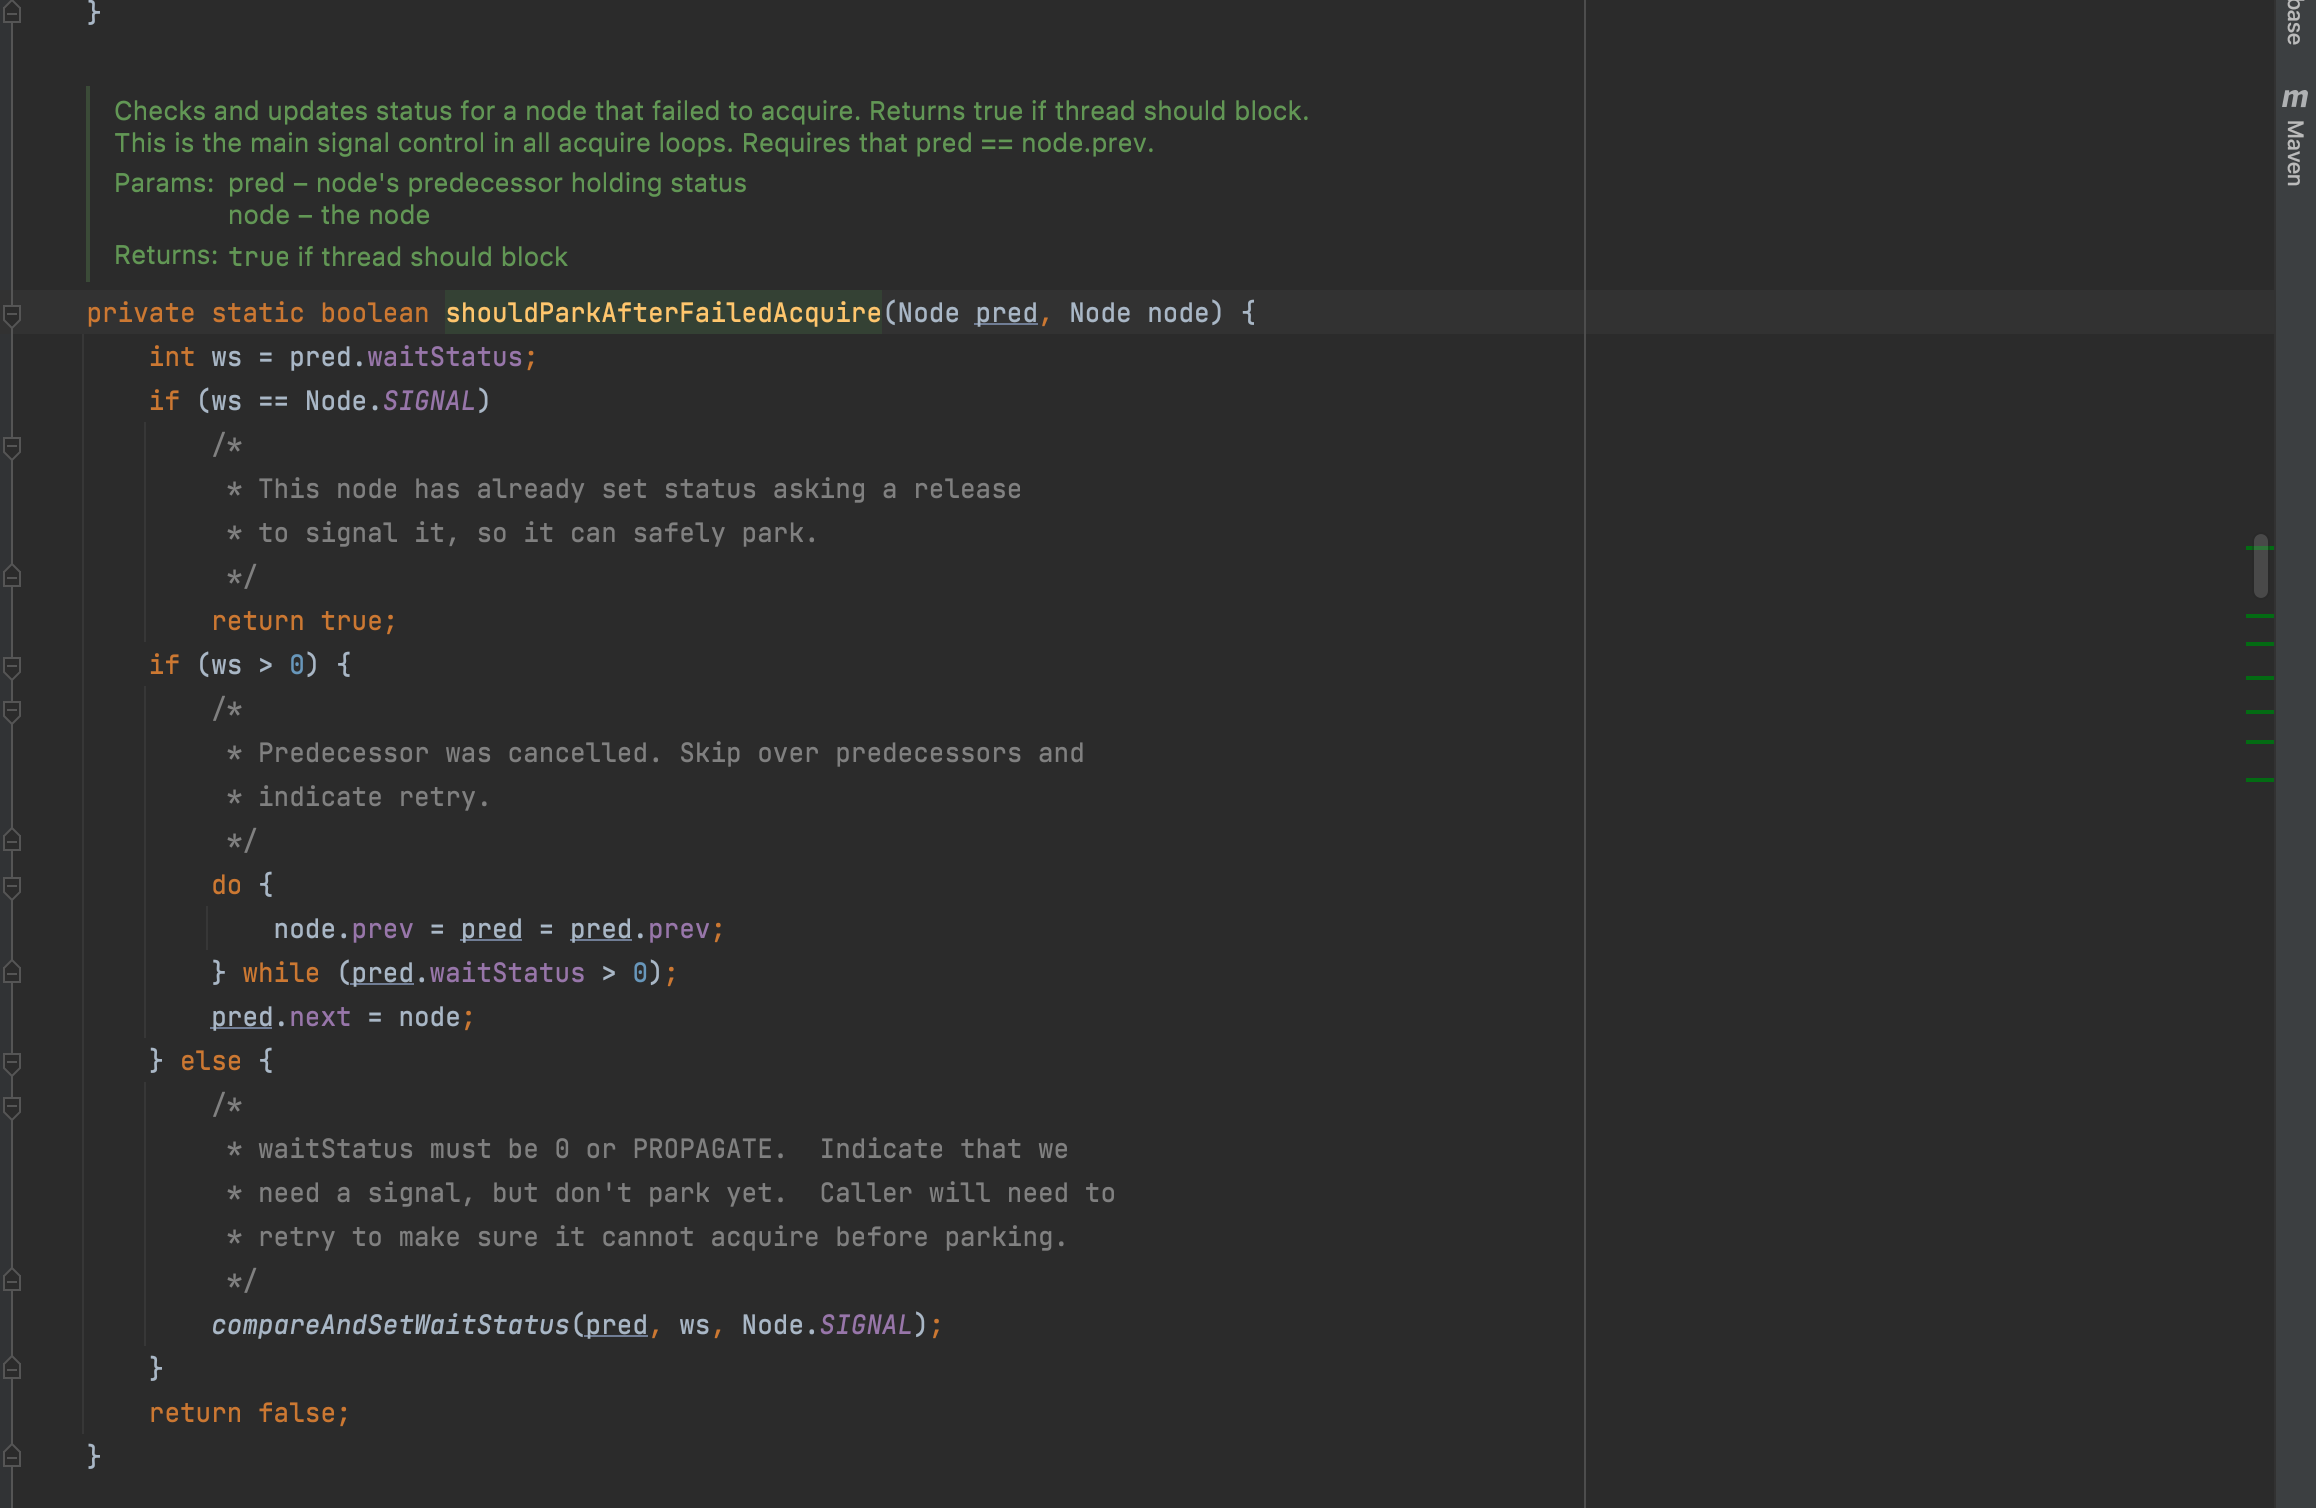 }
Checks and updates status for a node that failed to acquire. Returns true if thread should block.
This is the main signal control in all acquire loops. Requires that pred == node.prev.
Params: pred – node's predecessor holding status
node – the node
Returns: true if thread should block
private static boolean shouldParkAfterFailedAcquire(Node pred, Node node) {
    int ws = pred.waitStatus;
    if (ws == Node.SIGNAL)
        /*
         * This node has already set status asking a release
         * to signal it, so it can safely park.
         */
        return true;
    if (ws > 0) {
        /*
         * Predecessor was cancelled. Skip over predecessors and
         * indicate retry.
         */
        do {
            node.prev = pred = pred.prev;
        } while (pred.waitStatus > 0);
        pred.next = node;
    } else {
        /*
         * waitStatus must be 0 or PROPAGATE.  Indicate that we
         * need a signal, but don't park yet.  Caller will need to
         * retry to make sure it cannot acquire before parking.
         */
        compareAndSetWaitStatus(pred, ws, Node.SIGNAL);
    }
    return false;
}
base
m Maven